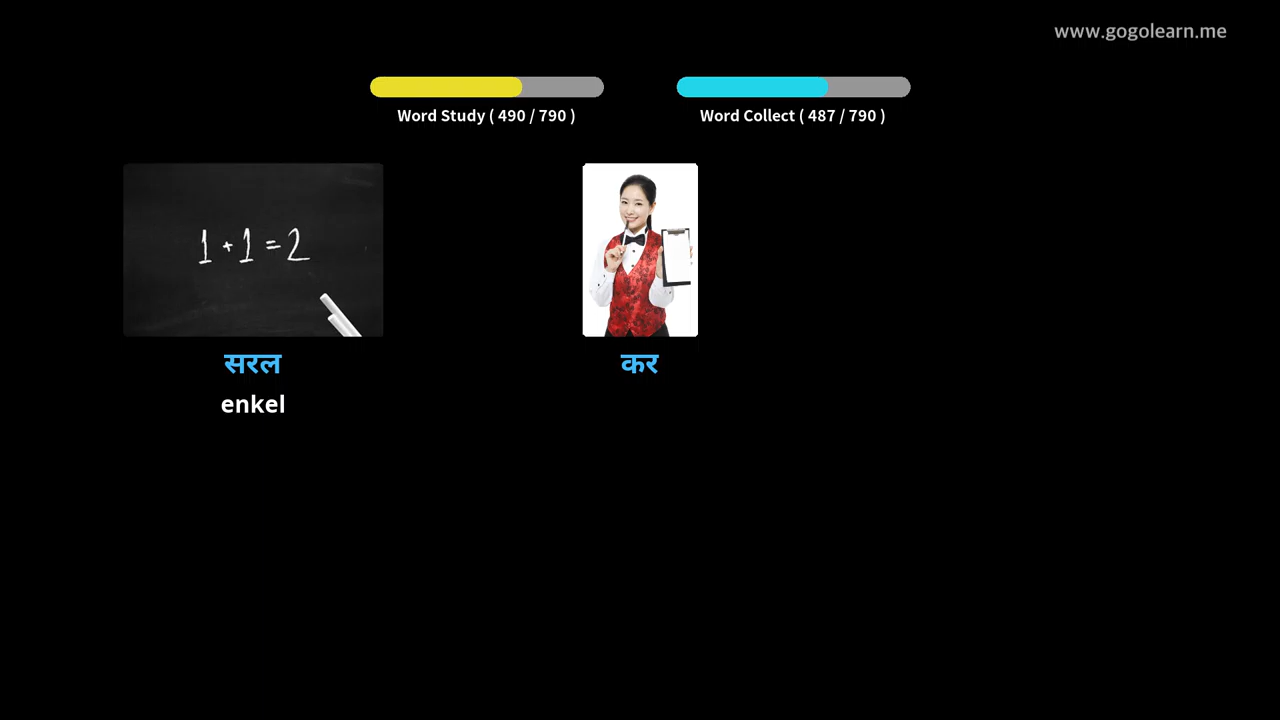 www.gogolearn.me
Word Study ( 490 / 790 )
Word Collect ( 487 / 790 )
1 + 1 = 2
सरल
कर
enkel